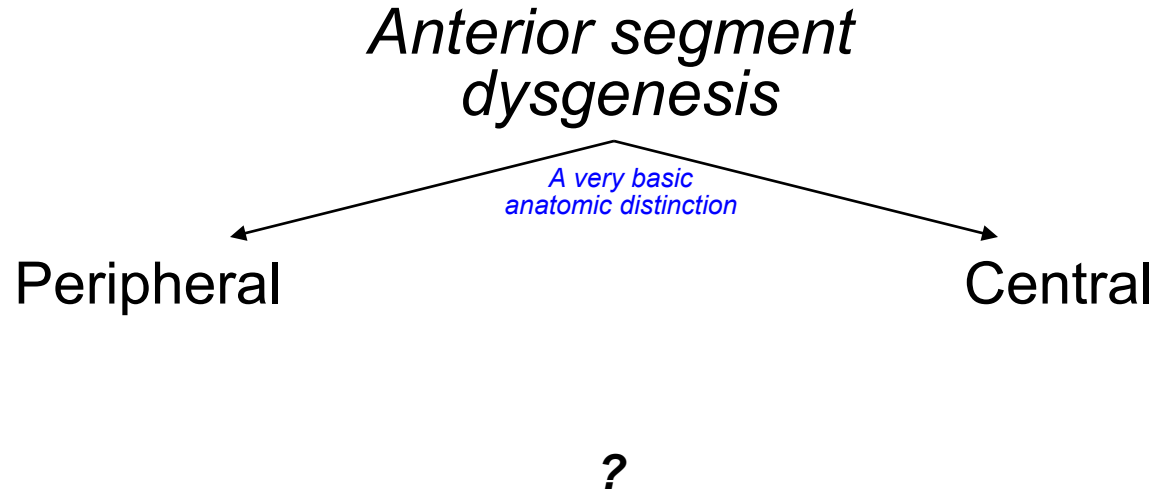 Anterior segment
dysgenesis
A very basic
anatomic distinction
Peripheral
Central
?